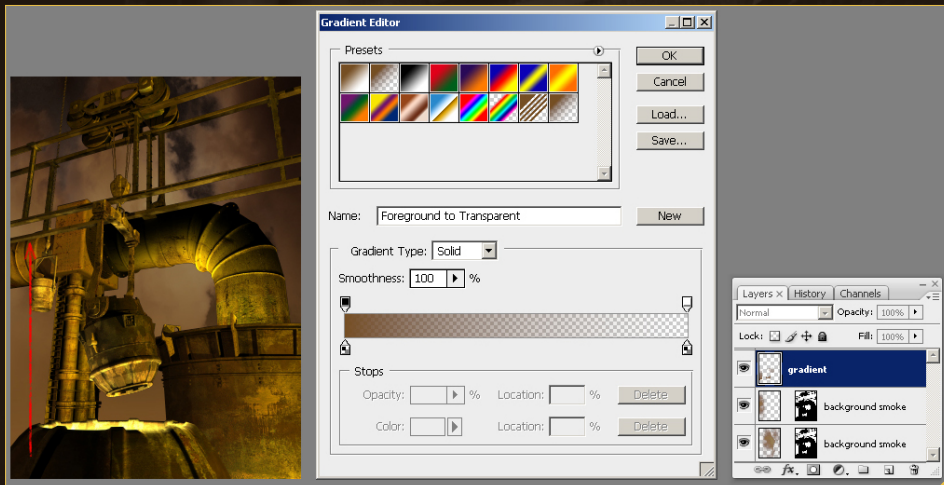 Gradient Editor
Presets
OK
Cancel
Load...
Save...
Name: Foreground to Transparent New
Gradient Type: Solid
Smoothness: 100 %
Stops
Opacity: % Location: % Delete
Color: Location: % Delete
Layers × History Channels
Normal Opacity: 100%
Lock: Fill: 100%
gradient
background smoke
background smoke
fx.